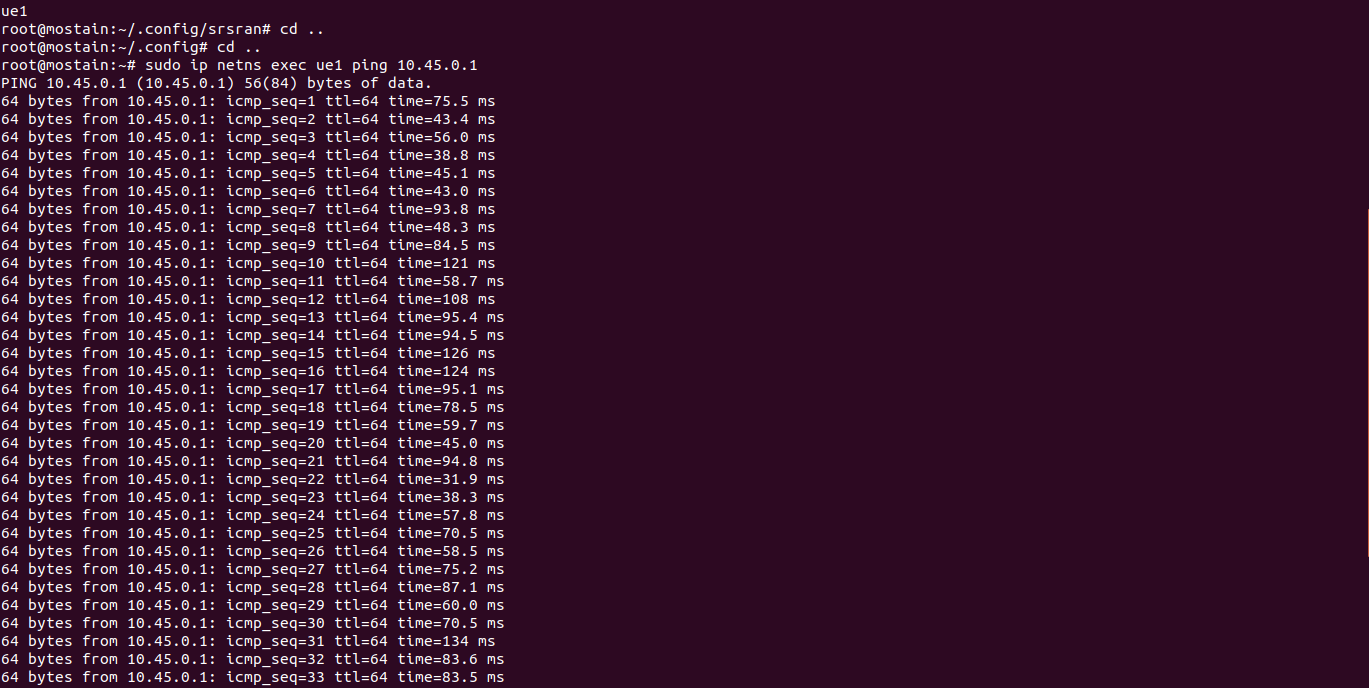 ue1
root@mostain:~/.config/srsran# cd ..
root@mostain:~/.config# cd ..
root@mostain:~# sudo ip netns exec ue1 ping 10.45.0.1
PING 10.45.0.1 (10.45.0.1) 56(84) bytes of data.
64 bytes from 10.45.0.1: icmp_seq=1 ttl=64 time=75.5 ms
64 bytes from 10.45.0.1: icmp_seq=2 ttl=64 time=43.4 ms
64 bytes from 10.45.0.1: icmp_seq=3 ttl=64 time=56.0 ms
64 bytes from 10.45.0.1: icmp_seq=4 ttl=64 time=38.8 ms
64 bytes from 10.45.0.1: icmp_seq=5 ttl=64 time=45.1 ms
64 bytes from 10.45.0.1: icmp_seq=6 ttl=64 time=43.0 ms
64 bytes from 10.45.0.1: icmp_seq=7 ttl=64 time=93.8 ms
64 bytes from 10.45.0.1: icmp_seq=8 ttl=64 time=48.3 ms
64 bytes from 10.45.0.1: icmp_seq=9 ttl=64 time=84.5 ms
64 bytes from 10.45.0.1: icmp_seq=10 ttl=64 time=121 ms
64 bytes from 10.45.0.1: icmp_seq=11 ttl=64 time=58.7 ms
64 bytes from 10.45.0.1: icmp_seq=12 ttl=64 time=108 ms
64 bytes from 10.45.0.1: icmp_seq=13 ttl=64 time=95.4 ms
64 bytes from 10.45.0.1: icmp_seq=14 ttl=64 time=94.5 ms
64 bytes from 10.45.0.1: icmp_seq=15 ttl=64 time=126 ms
64 bytes from 10.45.0.1: icmp_seq=16 ttl=64 time=124 ms
64 bytes from 10.45.0.1: icmp_seq=17 ttl=64 time=95.1 ms
64 bytes from 10.45.0.1: icmp_seq=18 ttl=64 time=78.5 ms
64 bytes from 10.45.0.1: icmp_seq=19 ttl=64 time=59.7 ms
64 bytes from 10.45.0.1: icmp_seq=20 ttl=64 time=45.0 ms
64 bytes from 10.45.0.1: icmp_seq=21 ttl=64 time=94.8 ms
64 bytes from 10.45.0.1: icmp_seq=22 ttl=64 time=31.9 ms
64 bytes from 10.45.0.1: icmp_seq=23 ttl=64 time=38.3 ms
64 bytes from 10.45.0.1: icmp_seq=24 ttl=64 time=57.8 ms
64 bytes from 10.45.0.1: icmp_seq=25 ttl=64 time=70.5 ms
64 bytes from 10.45.0.1: icmp_seq=26 ttl=64 time=58.5 ms
64 bytes from 10.45.0.1: icmp_seq=27 ttl=64 time=75.2 ms
64 bytes from 10.45.0.1: icmp_seq=28 ttl=64 time=87.1 ms
64 bytes from 10.45.0.1: icmp_seq=29 ttl=64 time=60.0 ms
64 bytes from 10.45.0.1: icmp_seq=30 ttl=64 time=70.5 ms
64 bytes from 10.45.0.1: icmp_seq=31 ttl=64 time=134 ms
64 bytes from 10.45.0.1: icmp_seq=32 ttl=64 time=83.6 ms
64 bytes from 10.45.0.1: icmp_seq=33 ttl=64 time=83.5 ms